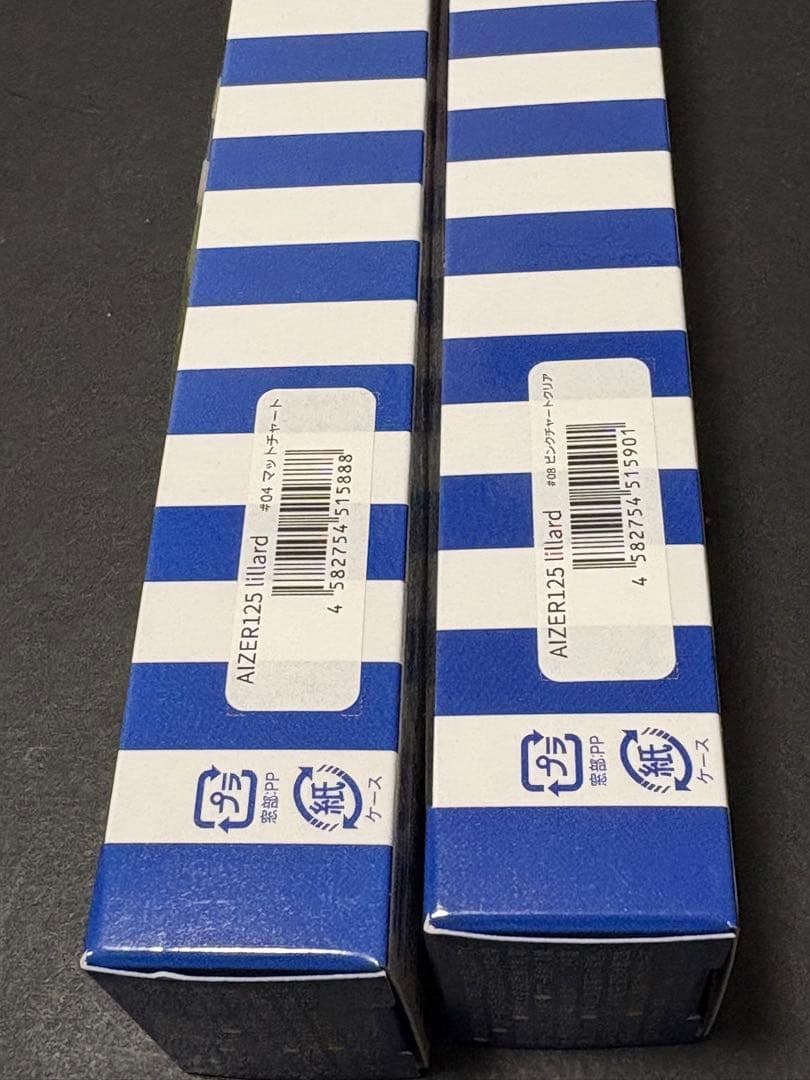 AIZER125 lillard
#04 マットチャート
4 582754 515888
プラ
窓部:PP
紙
ケース
AIZER125 lillard
#08 ピンクチャートクリア
4 582754 515901
プラ
窓部:PP
紙
ケース